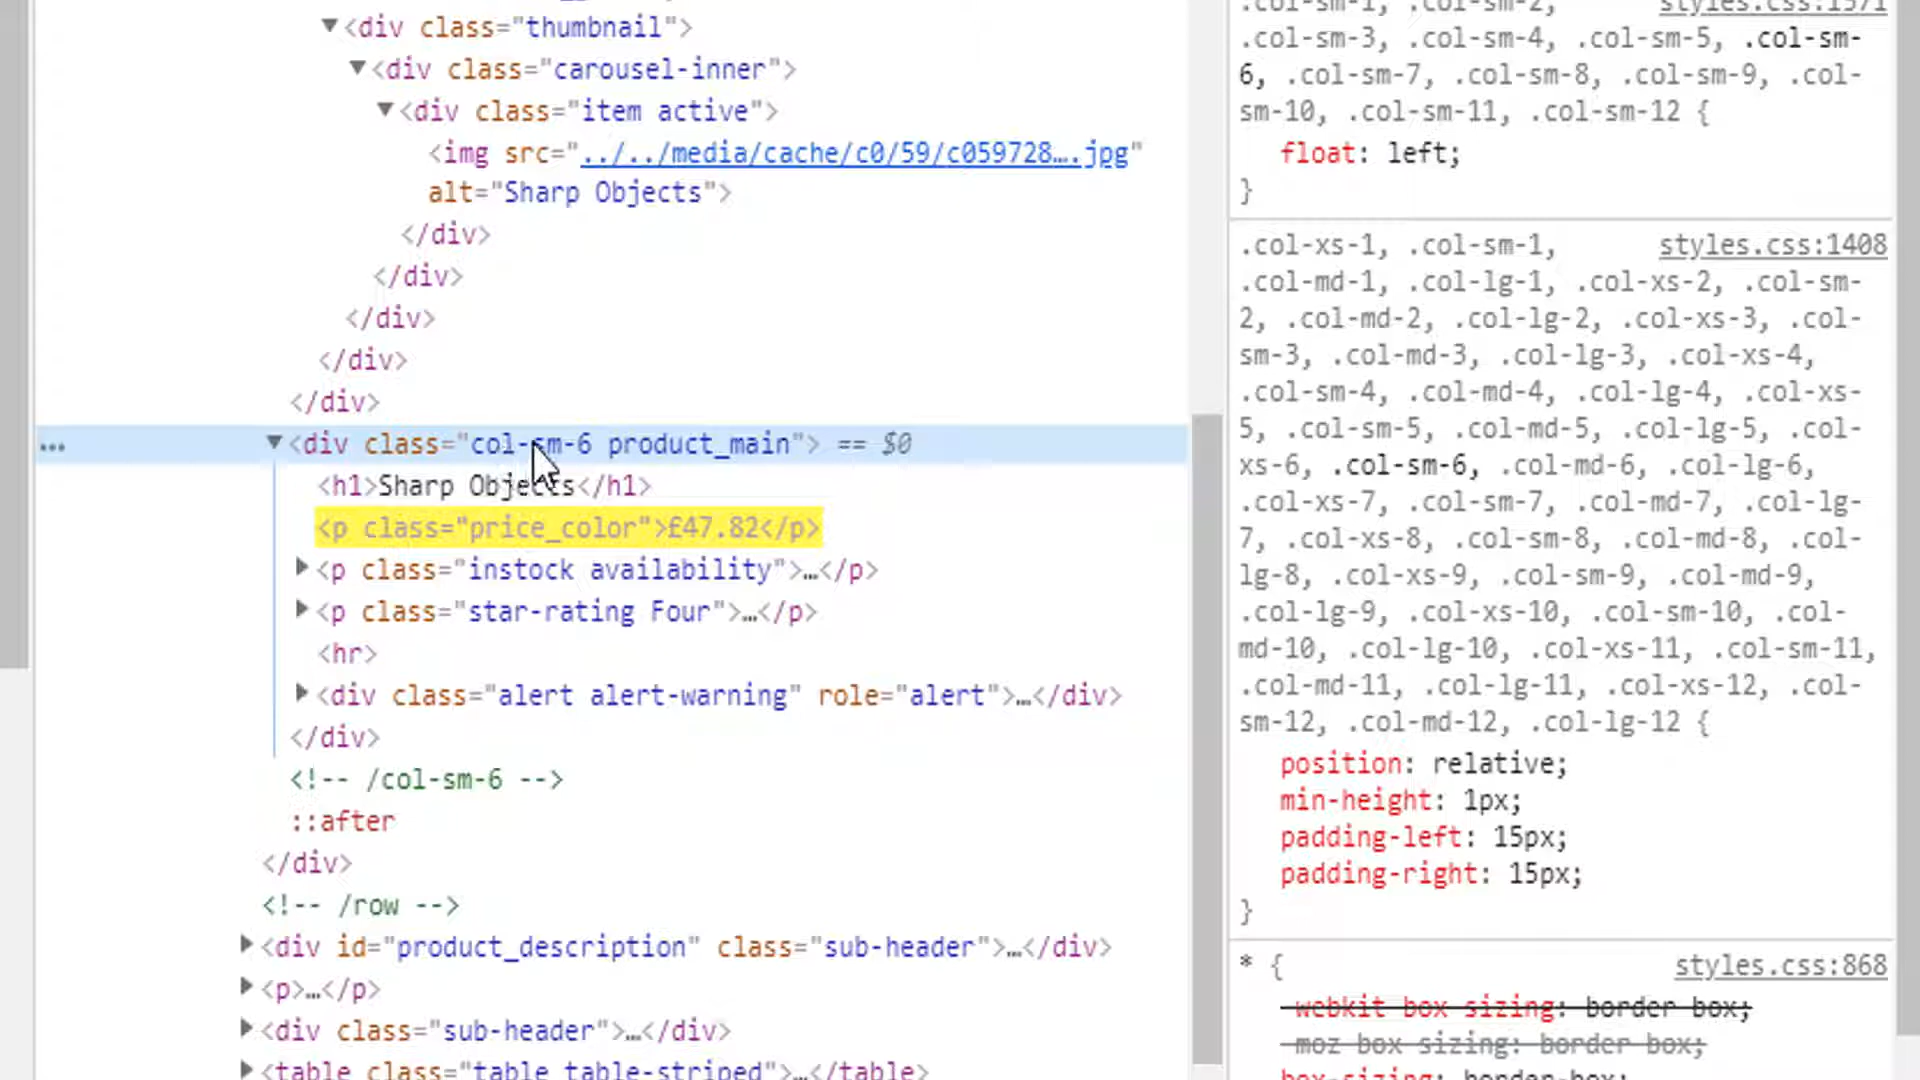 <div class="thumbnail">
<div class="carousel-inner">
<div class="item active">
<img src="../../media/cache/c0/59/c059728….jpg"
alt="Sharp Objects">
</div>
</div>
</div>
</div>
</div>
… <div class="col-sm-6 product_main"> == $0
<h1>Sharp Objects</h1>
<p class="price_color">£47.82</p>
<p class="instock availability">…</p>
<p class="star-rating Four">…</p>
<hr>
<div class="alert alert-warning" role="alert">…</div>
</div>
<!-- /col-sm-6 -->
::after
</div>
<!-- /row -->
<div id="product_description" class="sub-header">…</div>
<p>…</p>
<div class="sub-header">…</div>
<table class="table table-striped">…</table>
.col-sm-1, .col-sm-2, styles.css:1571
.col-sm-3, .col-sm-4, .col-sm-5, .col-sm-
6, .col-sm-7, .col-sm-8, .col-sm-9, .col-
sm-10, .col-sm-11, .col-sm-12 {
float: left;
}
.col-xs-1, .col-sm-1, styles.css:1408
.col-md-1, .col-lg-1, .col-xs-2, .col-sm-
2, .col-md-2, .col-lg-2, .col-xs-3, .col-
sm-3, .col-md-3, .col-lg-3, .col-xs-4,
.col-sm-4, .col-md-4, .col-lg-4, .col-xs-
5, .col-sm-5, .col-md-5, .col-lg-5, .col-
xs-6, .col-sm-6, .col-md-6, .col-lg-6,
.col-xs-7, .col-sm-7, .col-md-7, .col-lg-
7, .col-xs-8, .col-sm-8, .col-md-8, .col-
lg-8, .col-xs-9, .col-sm-9, .col-md-9,
.col-lg-9, .col-xs-10, .col-sm-10, .col-
md-10, .col-lg-10, .col-xs-11, .col-sm-11,
.col-md-11, .col-lg-11, .col-xs-12, .col-
sm-12, .col-md-12, .col-lg-12 {
position: relative;
min-height: 1px;
padding-left: 15px;
padding-right: 15px;
}
* { styles.css:868
-webkit-box-sizing: border-box;
-moz-box-sizing: border-box;
box-sizing: border-box;